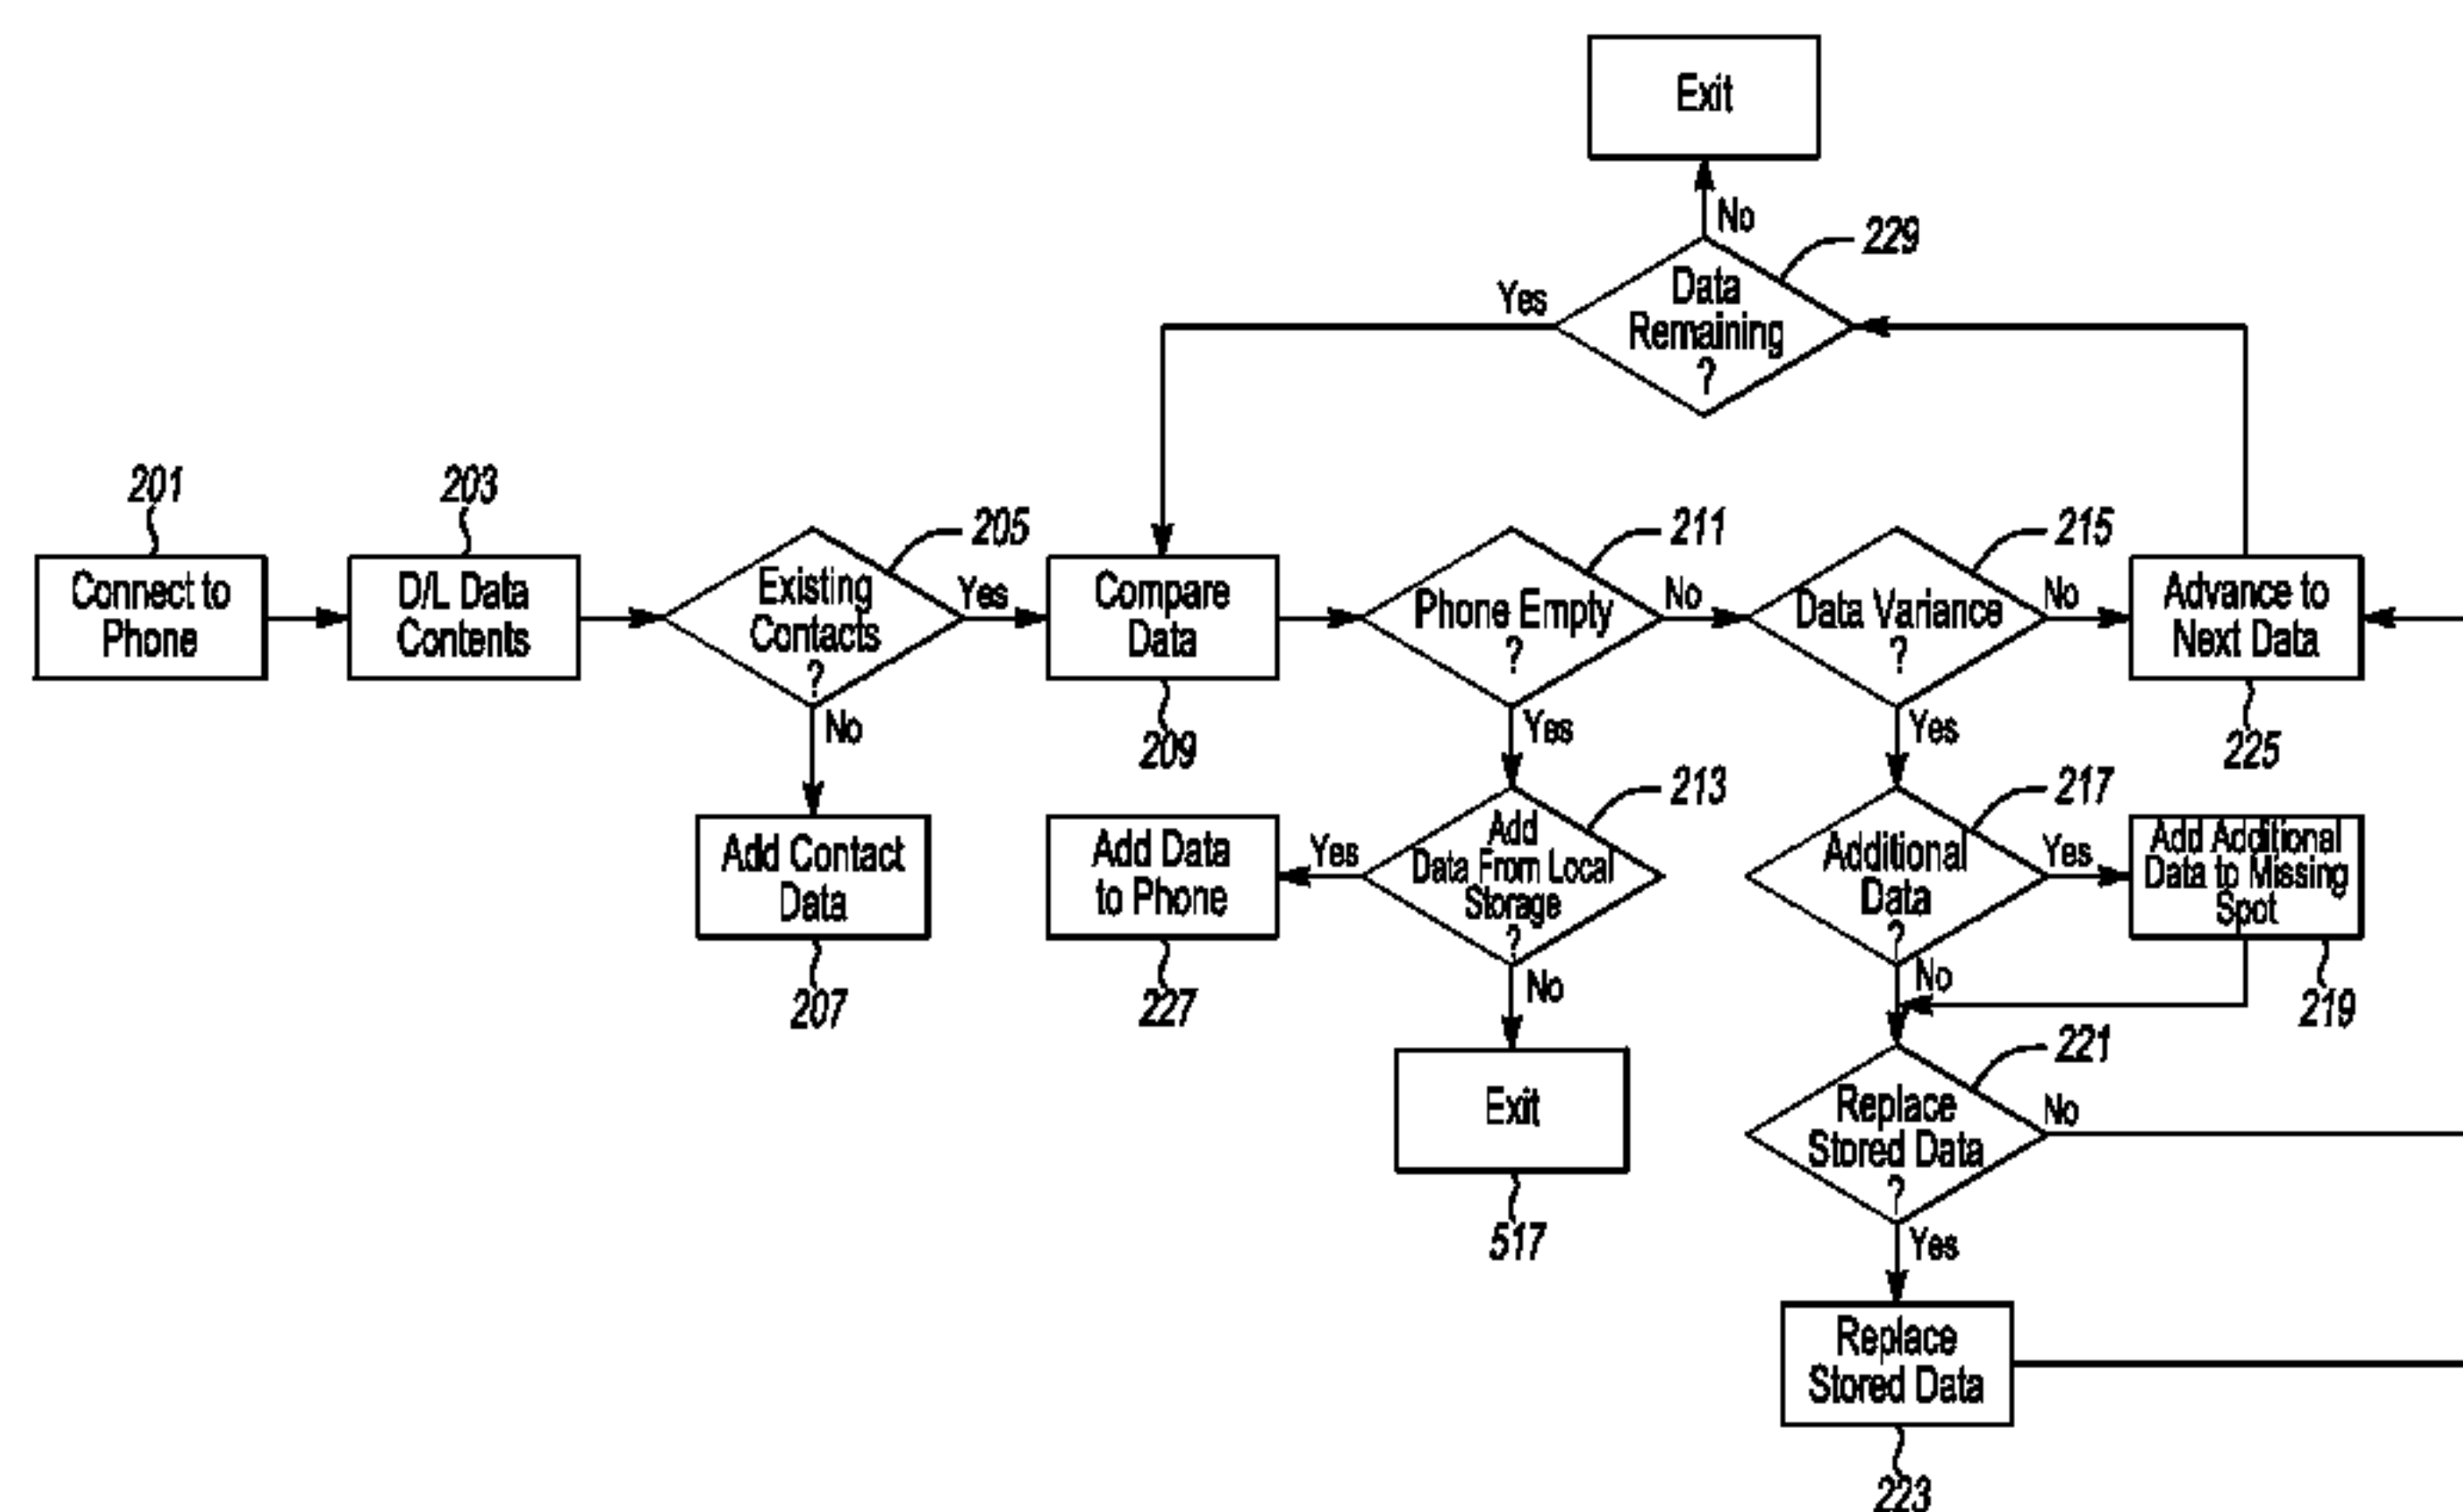 Exit
No
229
Yes
Data
Remaining
?
201
203
205
211
215
Connect to
Phone
D/L Data
Contents
Existing
Contacts
?
Yes
Compare
Data
Phone Empty
?
No
Data Variance
?
No
Advance to
Next Data
No
209
Yes
Yes
225
213
217
Add Contact
Data
Add Data
to Phone
Yes
Add
Data From Local
Storage
?
Additional
Data
?
Yes
Add Additional
Data to Missing
Spot
207
227
No
No
219
221
Exit
Replace
Stored Data
?
No
517
Yes
Replace
Stored Data
223